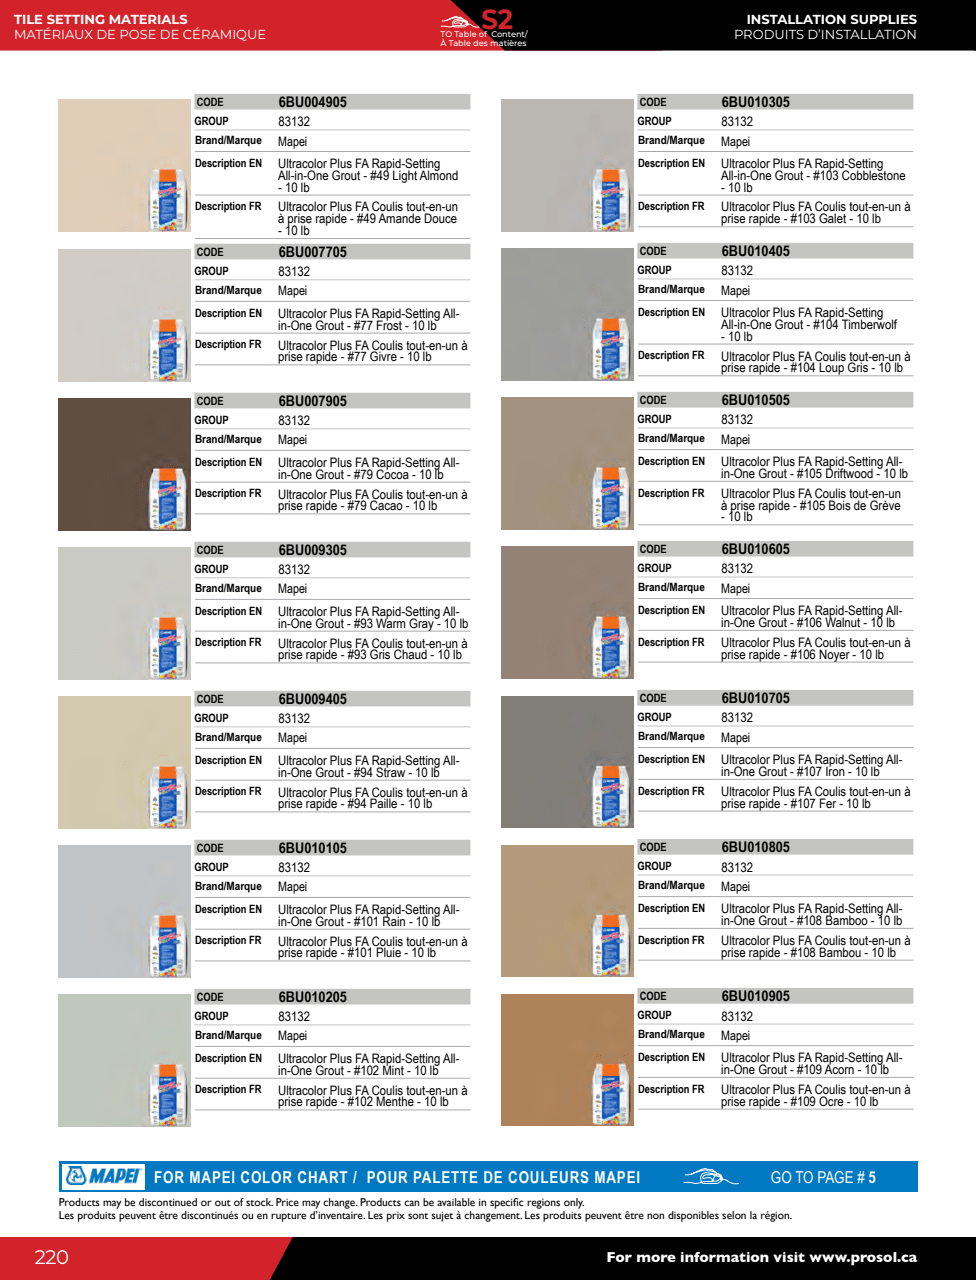 TILE SETTING MATERIALS
MATÉRIAUX DE POSE DE CÉRAMIQUE
S2
TO Table of Content/
À Table des matières
INSTALLATION SUPPLIES
PRODUITS D'INSTALLATION
CODE 6BU004905
GROUP 83132
Brand/Marque Mapei
Description EN Ultracolor Plus FA Rapid-Setting
All-in-One Grout - #49 Light Almond
- 10 lb
Description FR Ultracolor Plus FA Coulis tout-en-un
à prise rapide - #49 Amande Douce
- 10 lb
CODE 6BU007705
GROUP 83132
Brand/Marque Mapei
Description EN Ultracolor Plus FA Rapid-Setting All-
in-One Grout - #77 Frost - 10 lb
Description FR Ultracolor Plus FA Coulis tout-en-un à
prise rapide - #77 Givre - 10 lb
CODE 6BU007905
GROUP 83132
Brand/Marque Mapei
Description EN Ultracolor Plus FA Rapid-Setting All-
in-One Grout - #79 Cocoa - 10 lb
Description FR Ultracolor Plus FA Coulis tout-en-un à
prise rapide - #79 Cacao - 10 lb
CODE 6BU009305
GROUP 83132
Brand/Marque Mapei
Description EN Ultracolor Plus FA Rapid-Setting All-
in-One Grout - #93 Warm Gray - 10 lb
Description FR Ultracolor Plus FA Coulis tout-en-un à
prise rapide - #93 Gris Chaud - 10 lb
CODE 6BU009405
GROUP 83132
Brand/Marque Mapei
Description EN Ultracolor Plus FA Rapid-Setting All-
in-One Grout - #94 Straw - 10 lb
Description FR Ultracolor Plus FA Coulis tout-en-un à
prise rapide - #94 Paille - 10 lb
CODE 6BU010105
GROUP 83132
Brand/Marque Mapei
Description EN Ultracolor Plus FA Rapid-Setting All-
in-One Grout - #101 Rain - 10 lb
Description FR Ultracolor Plus FA Coulis tout-en-un à
prise rapide - #101 Pluie - 10 lb
CODE 6BU010205
GROUP 83132
Brand/Marque Mapei
Description EN Ultracolor Plus FA Rapid-Setting All-
in-One Grout - #102 Mint - 10 lb
Description FR Ultracolor Plus FA Coulis tout-en-un à
prise rapide - #102 Menthe - 10 lb
CODE 6BU010305
GROUP 83132
Brand/Marque Mapei
Description EN Ultracolor Plus FA Rapid-Setting
All-in-One Grout - #103 Cobblestone
- 10 lb
Description FR Ultracolor Plus FA Coulis tout-en-un à
prise rapide - #103 Galet - 10 lb
CODE 6BU010405
GROUP 83132
Brand/Marque Mapei
Description EN Ultracolor Plus FA Rapid-Setting
All-in-One Grout - #104 Timberwolf
- 10 lb
Description FR Ultracolor Plus FA Coulis tout-en-un à
prise rapide - #104 Loup Gris - 10 lb
CODE 6BU010505
GROUP 83132
Brand/Marque Mapei
Description EN Ultracolor Plus FA Rapid-Setting All-
in-One Grout - #105 Driftwood - 10 lb
Description FR Ultracolor Plus FA Coulis tout-en-un
à prise rapide - #105 Bois de Grève
- 10 lb
CODE 6BU010605
GROUP 83132
Brand/Marque Mapei
Description EN Ultracolor Plus FA Rapid-Setting All-
in-One Grout - #106 Walnut - 10 lb
Description FR Ultracolor Plus FA Coulis tout-en-un à
prise rapide - #106 Noyer - 10 lb
CODE 6BU010705
GROUP 83132
Brand/Marque Mapei
Description EN Ultracolor Plus FA Rapid-Setting All-
in-One Grout - #107 Iron - 10 lb
Description FR Ultracolor Plus FA Coulis tout-en-un à
prise rapide - #107 Fer - 10 lb
CODE 6BU010805
GROUP 83132
Brand/Marque Mapei
Description EN Ultracolor Plus FA Rapid-Setting All-
in-One Grout - #108 Bamboo - 10 lb
Description FR Ultracolor Plus FA Coulis tout-en-un à
prise rapide - #108 Bambou - 10 lb
CODE 6BU010905
GROUP 83132
Brand/Marque Mapei
Description EN Ultracolor Plus FA Rapid-Setting All-
in-One Grout - #109 Acorn - 10 lb
Description FR Ultracolor Plus FA Coulis tout-en-un à
prise rapide - #109 Ocre - 10 lb
MAPEI FOR MAPEI COLOR CHART / POUR PALETTE DE COULEURS MAPEI GO TO PAGE # 5
Products may be discontinued or out of stock. Price may change. Products can be available in specific regions only.
Les produits peuvent être discontinués ou en rupture d'inventaire. Les prix sont sujet à changement. Les produits peuvent être non disponibles selon la région.
220
For more information visit www.prosol.ca